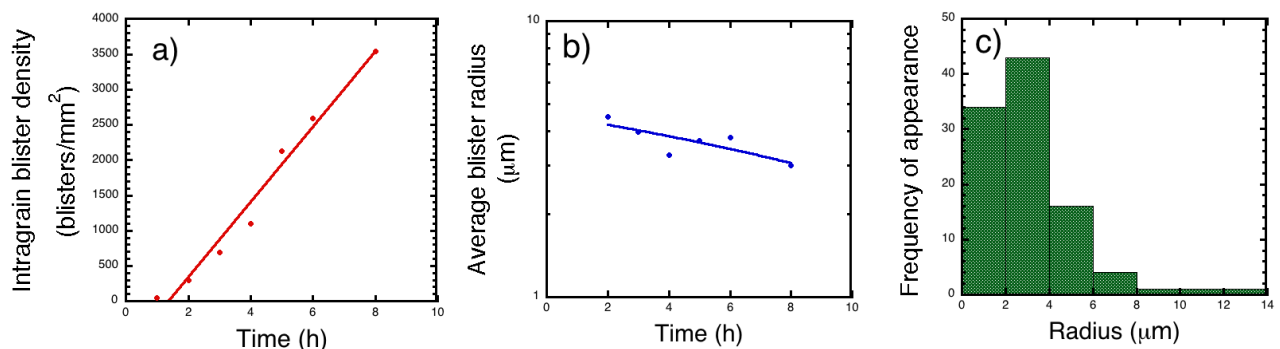 a)
Intragrain blister density
(blisters/mm²)
4000
3500
3000
2500
2000
1500
1000
500
0
0 2 4 6 8 10
Time (h)
b)
Average blister radius
(μm)
10
1
0 2 4 6 8 10
Time (h)
c)
Frequency of appearance
50
40
30
20
10
0
0 2 4 6 8 10 12 14
Radius (μm)